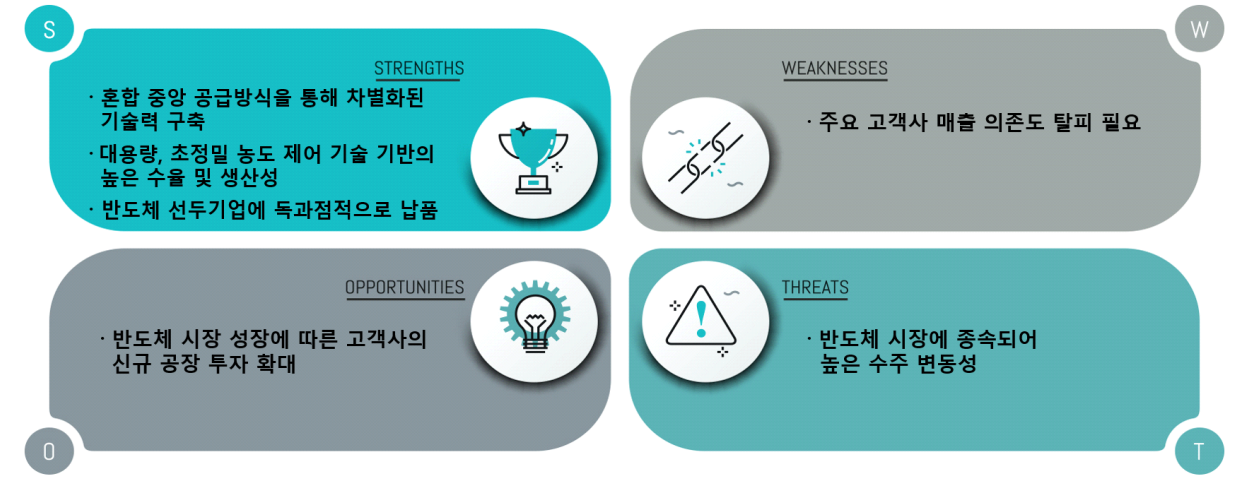 S
STRENGTHS
· 혼합 중앙 공급방식을 통해 차별화된
기술력 구축
· 대용량, 초정밀 농도 제어 기술 기반의
높은 수율 및 생산성
· 반도체 선두기업에 독과점적으로 납품
W
WEAKNESSES
· 주요 고객사 매출 의존도 탈피 필요
OPPORTUNITIES
· 반도체 시장 성장에 따른 고객사의
신규 공장 투자 확대
O
THREATS
· 반도체 시장에 종속되어
높은 수주 변동성
T